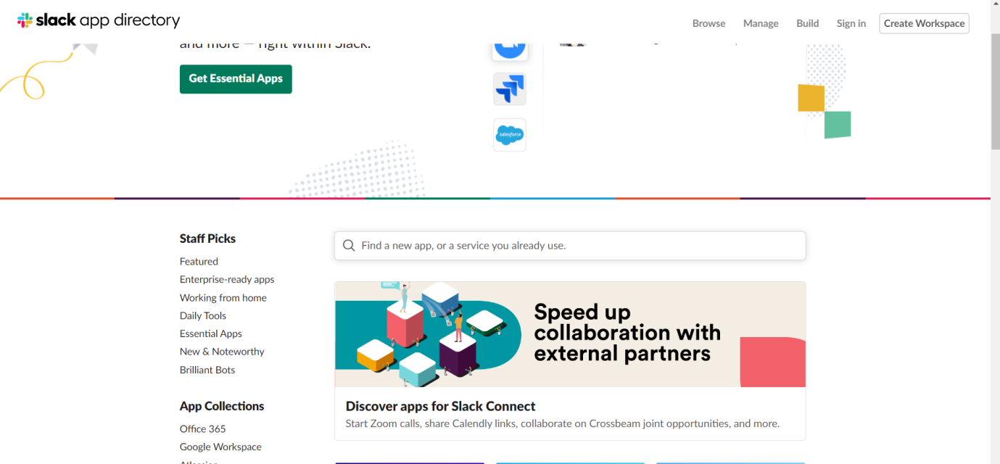 slack app directory
Browse
Manage
Build
Sign in
Create Workspace
and more — right within Slack.
Get Essential Apps
salesforce
Staff Picks
Featured
Enterprise-ready apps
Working from home
Daily Tools
Essential Apps
New & Noteworthy
Brilliant Bots
App Collections
Office 365
Google Workspace
Atlassian
Find a new app, or a service you already use.
Speed up
collaboration with
external partners
Discover apps for Slack Connect
Start Zoom calls, share Calendly links, collaborate on Crossbeam joint opportunities, and more.